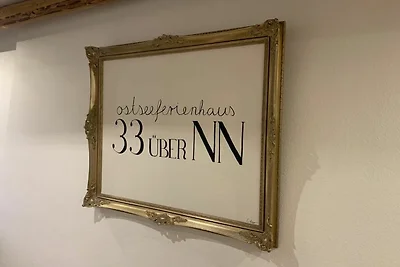 ostseeferienhaus
33 ÜBER NN